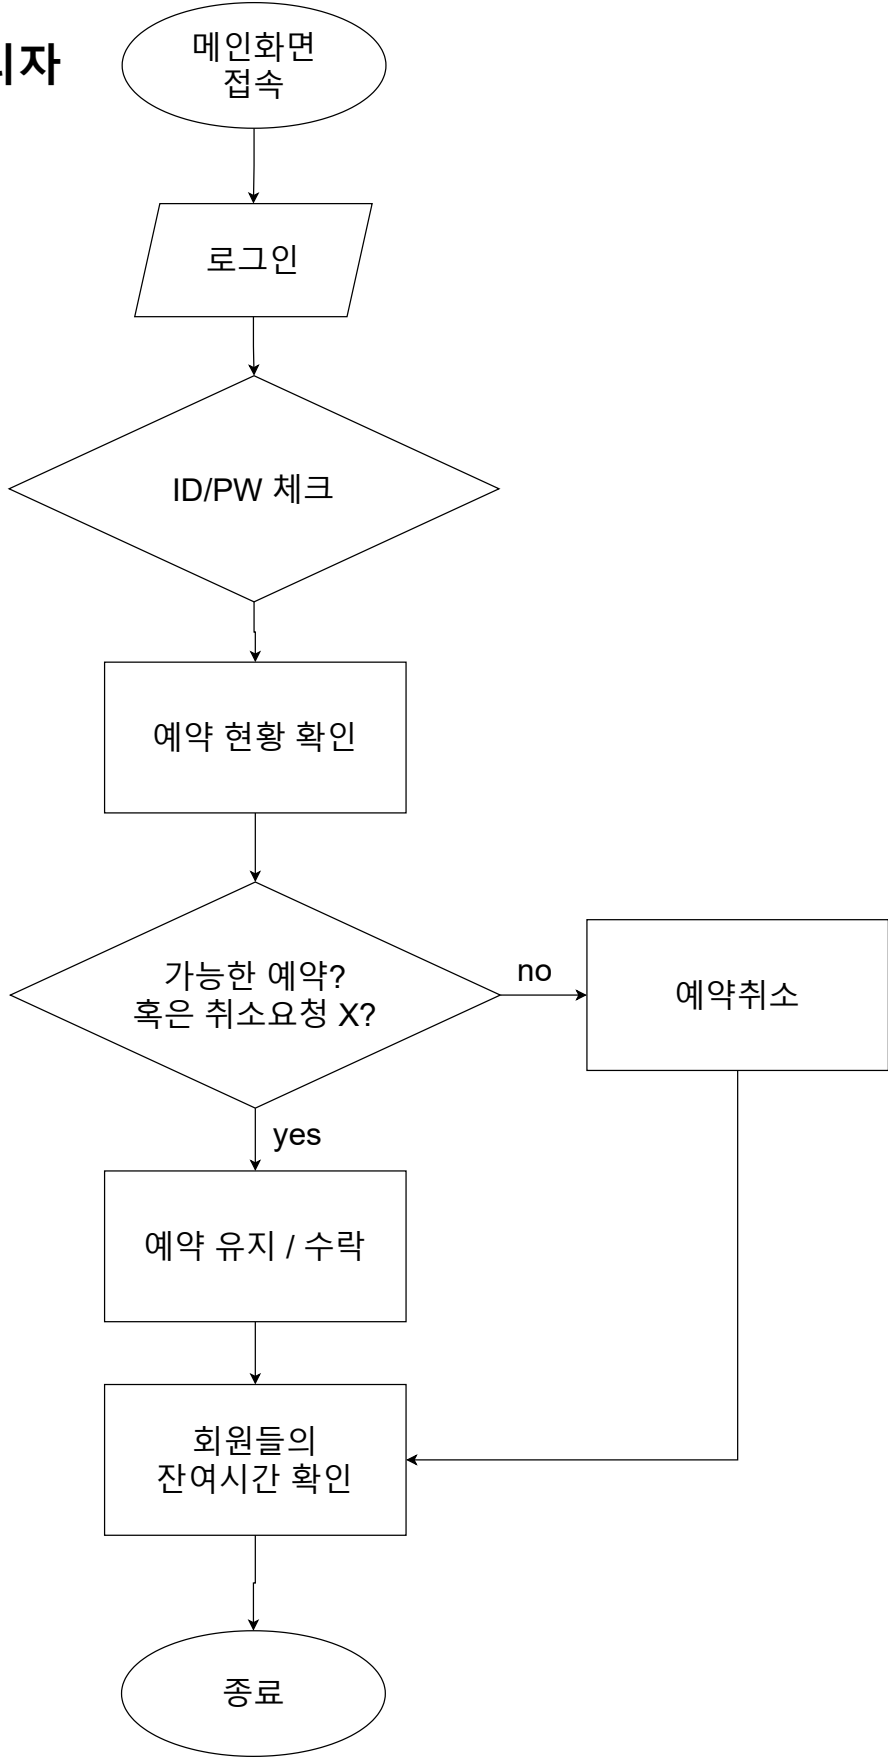 메인화면
접속
로그인
ID/PW 체크
예약 현황 확인
가능한 예약?
혹은 취소요청 X?
no
예약취소
yes
예약 유지 / 수락
회원들의
잔여시간 확인
종료